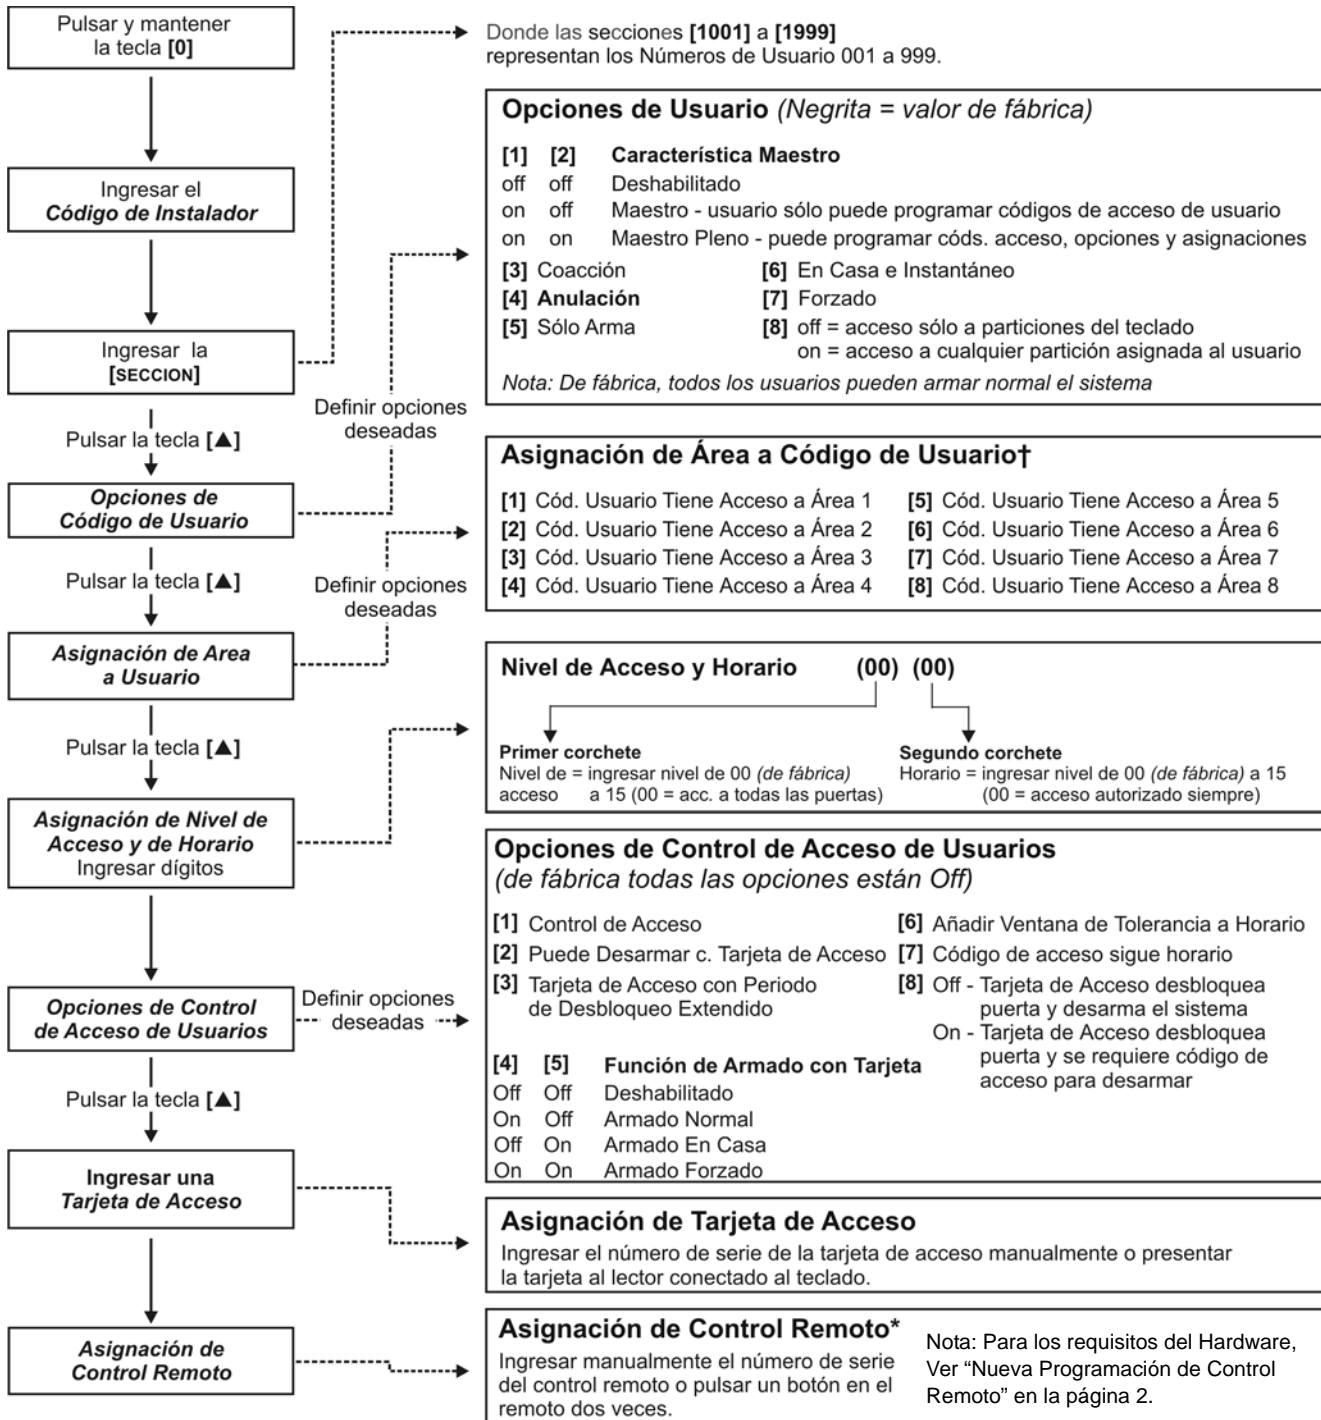 Pulsar y mantener
la tecla [0]
Donde las secciones [1001] a [1999]
representan los Números de Usuario 001 a 999.
Ingresar el
Código de Instalador
Ingresar la
[SECCION]
Pulsar la tecla [▲]
Definir opciones
deseadas
Opciones de Usuario (Negrita = valor de fábrica)
[1] [2] Característica Maestro
off off Deshabilitado
on off Maestro - usuario sólo puede programar códigos de acceso de usuario
on on Maestro Pleno - puede programar códs. acceso, opciones y asignaciones
[3] Coacción
[4] Anulación
[5] Sólo Arma
[6] En Casa e Instantáneo
[7] Forzado
[8] off = acceso sólo a particiones del teclado
on = acceso a cualquier partición asignada al usuario
Nota: De fábrica, todos los usuarios pueden armar normal el sistema
Opciones de
Código de Usuario
Pulsar la tecla [▲]
Definir opciones
deseadas
Asignación de Área a Código de Usuario†
[1] Cód. Usuario Tiene Acceso a Área 1
[2] Cód. Usuario Tiene Acceso a Área 2
[3] Cód. Usuario Tiene Acceso a Área 3
[4] Cód. Usuario Tiene Acceso a Área 4
[5] Cód. Usuario Tiene Acceso a Área 5
[6] Cód. Usuario Tiene Acceso a Área 6
[7] Cód. Usuario Tiene Acceso a Área 7
[8] Cód. Usuario Tiene Acceso a Área 8
Asignación de Area
a Usuario
Pulsar la tecla [▲]
Nivel de Acceso y Horario (00) (00)
Primer corchete
Nivel de = ingresar nivel de 00 (de fábrica)
acceso a 15 (00 = acc. a todas las puertas)
Segundo corchete
Horario = ingresar nivel de 00 (de fábrica) a 15
(00 = acceso autorizado siempre)
Asignación de Nivel de
Acceso y de Horario
Ingresar dígitos
Opciones de Control de Acceso de Usuarios
(de fábrica todas las opciones están Off)
[1] Control de Acceso
[2] Puede Desarmar c. Tarjeta de Acceso
[3] Tarjeta de Acceso con Periodo
de Desbloqueo Extendido
[4] [5] Función de Armado con Tarjeta
Off Off Deshabilitado
On Off Armado Normal
Off On Armado En Casa
On On Armado Forzado
[6] Añadir Ventana de Tolerancia a Horario
[7] Código de acceso sigue horario
[8] Off - Tarjeta de Acceso desbloquea
puerta y desarma el sistema
On - Tarjeta de Acceso desbloquea
puerta y se requiere código de
acceso para desarmar
Opciones de Control
de Acceso de Usuarios
Definir opciones
deseadas
Pulsar la tecla [▲]
Ingresar una
Tarjeta de Acceso
Asignación de Tarjeta de Acceso
Ingresar el número de serie de la tarjeta de acceso manualmente o presentar
la tarjeta al lector conectado al teclado.
Asignación de
Control Remoto
Asignación de Control Remoto*
Ingresar manualmente el número de serie
del control remoto o pulsar un botón en el
remoto dos veces.
Nota: Para los requisitos del Hardware,
Ver “Nueva Programación de Control
Remoto” en la página 2.